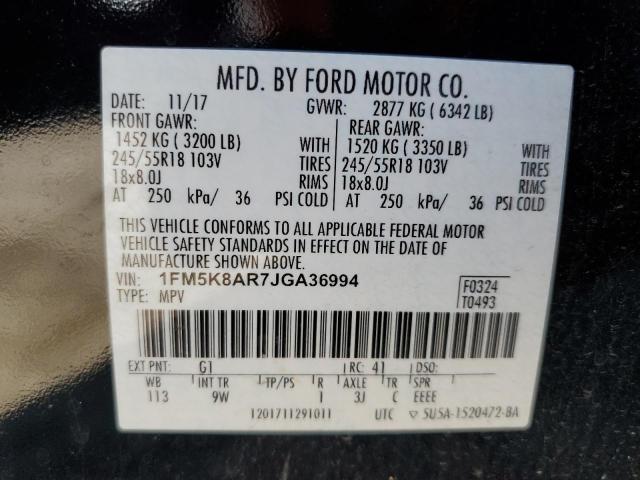 MFD. BY FORD MOTOR CO.
DATE: 11/17 GVWR: 2877 KG ( 6342 LB)
FRONT GAWR: REAR GAWR:
1452 KG ( 3200 LB) WITH 1520 KG ( 3350 LB) WITH
245/55R18 103V TIRES 245/55R18 103V TIRES
18x8.0J RIMS 18x8.0J RIMS
AT 250 kPa/ 36 PSI COLD AT 250 kPa/ 36 PSI COLD
THIS VEHICLE CONFORMS TO ALL APPLICABLE FEDERAL MOTOR
VEHICLE SAFETY STANDARDS IN EFFECT ON THE DATE OF
MANUFACTURE SHOWN ABOVE.
VIN: 1FM5K8AR7JGA36994 F0324
TYPE: MPV T0493
EXT PNT: G1 RC: 41 DSO:
WB INT TR TP/PS R AXLE TR SPR
113 9W I 3J C EEEE
1201711291011 UTC ▽ 5U5A-1520472-BA